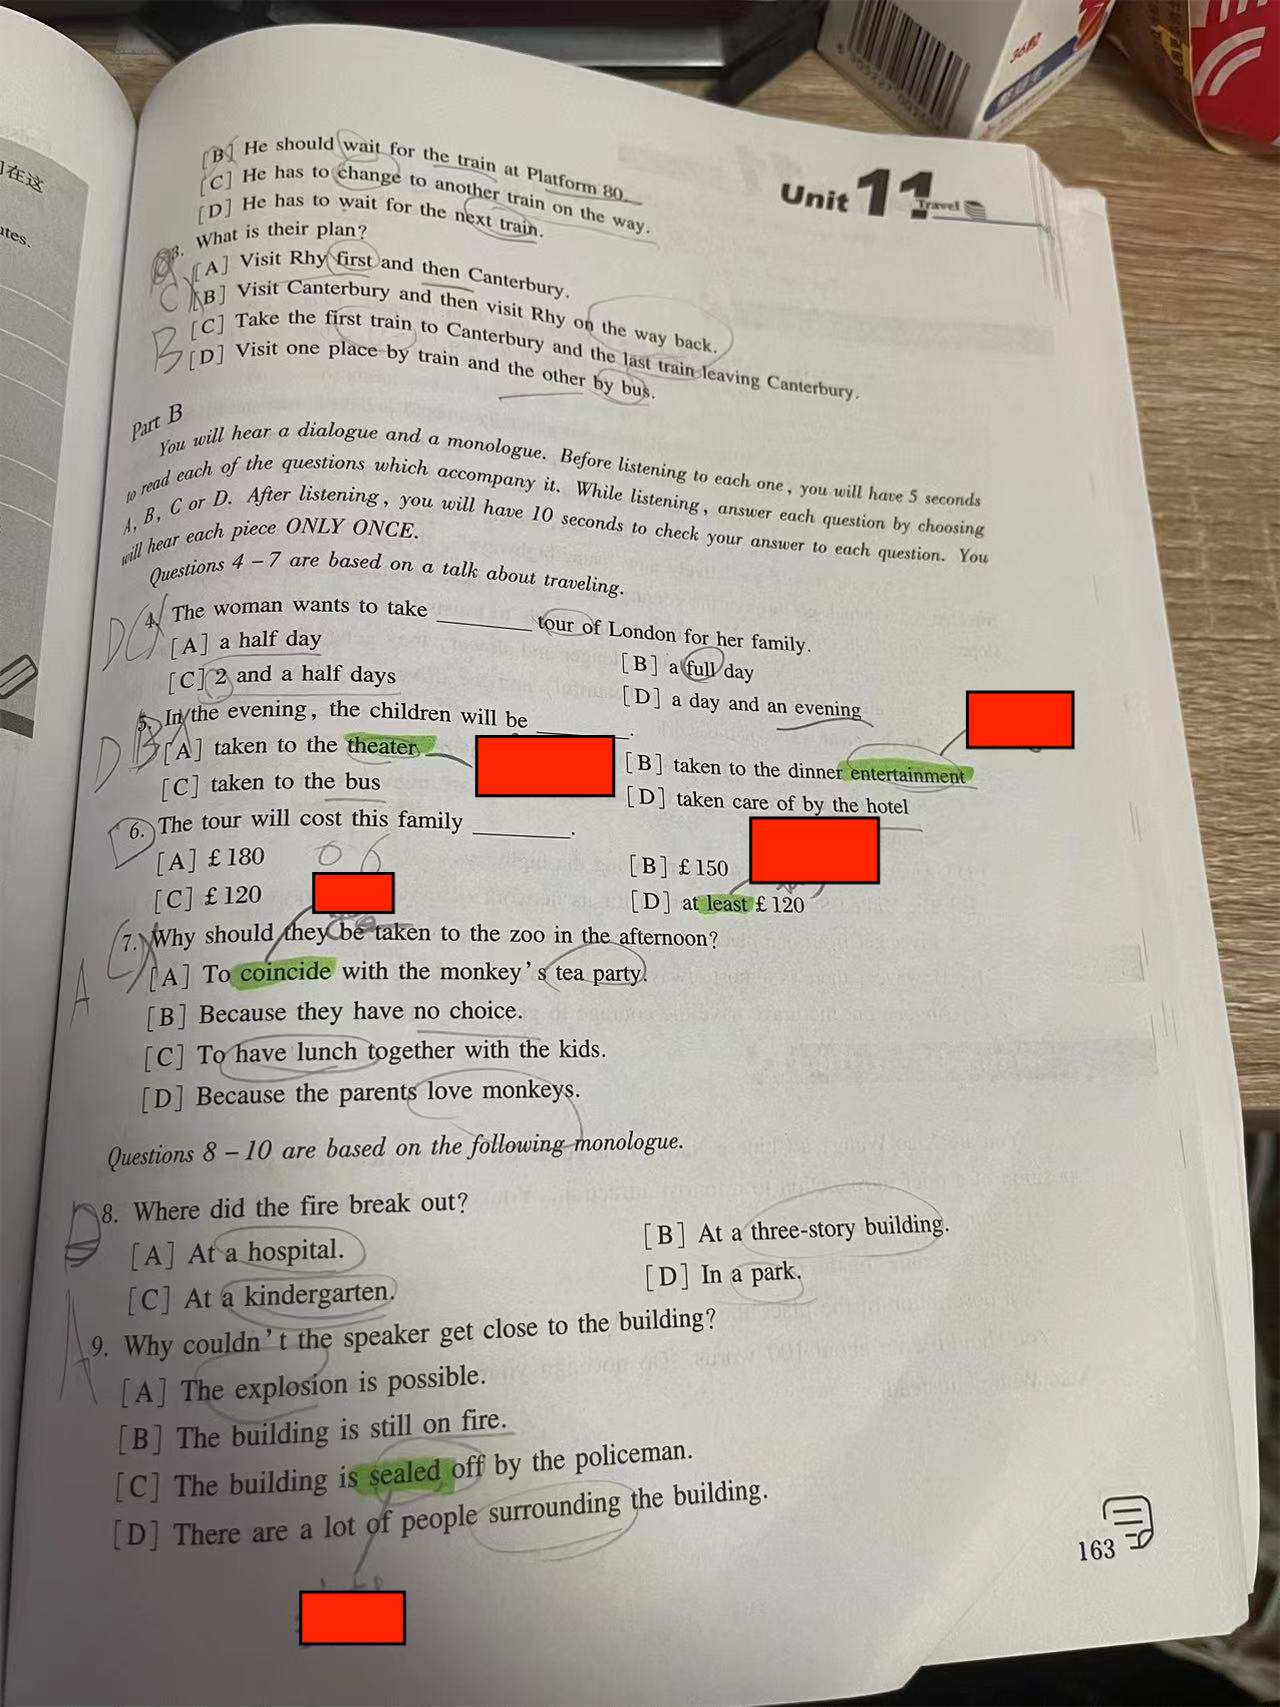 在这
utes.
36粒
Unit 11
Travel
[B] He should wait for the train at Platform 80.
[C] He has to change to another train on the way.
[D] He has to wait for the next train.
3. What is their plan?
[A] Visit Rhy first and then Canterbury.
[B] Visit Canterbury and then visit Rhy on the way back.
[C] Take the first train to Canterbury and the last train leaving Canterbury.
[D] Visit one place by train and the other by bus.
C
B
Part B
You will hear a dialogue and a monologue. Before listening to each one, you will have 5 seconds
to read each of the questions which accompany it. While listening, answer each question by choosing
A, B, C or D. After listening, you will have 10 seconds to check your answer to each question. You
will hear each piece ONLY ONCE.
Questions 4 – 7 are based on a talk about traveling.
D
4. The woman wants to take ________ tour of London for her family.
[A] a half day
[B] a full day
[C] 2 and a half days
[D] a day and an evening
D B A
5. In the evening, the children will be ________.
[A] taken to the theater
[B] taken to the dinner entertainment
[C] taken to the bus
[D] taken care of by the hotel
6. The tour will cost this family ________.
[A] £180
[B] £150
[C] £120
[D] at least £120
7. Why should they be taken to the zoo in the afternoon?
A
[A] To coincide with the monkey's tea party.
[B] Because they have no choice.
[C] To have lunch together with the kids.
[D] Because the parents love monkeys.
Questions 8 – 10 are based on the following monologue.
D
8. Where did the fire break out?
[A] At a hospital.
[B] At a three-story building.
[C] At a kindergarten.
[D] In a park.
A
9. Why couldn't the speaker get close to the building?
[A] The explosion is possible.
[B] The building is still on fire.
[C] The building is sealed off by the policeman.
[D] There are a lot of people surrounding the building.
163